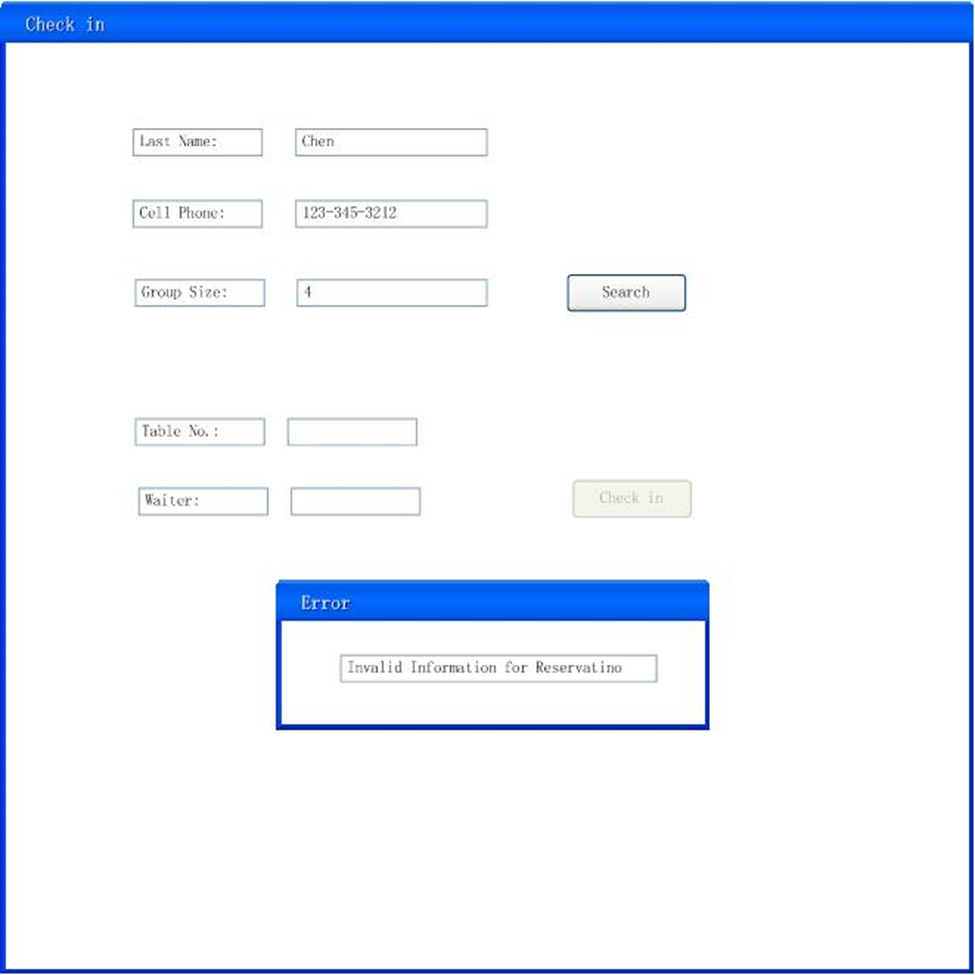 Check in
Last Name: Chen
Cell Phone: 123-345-3212
Group Size: 4
Search
Table No.:
Waiter:
Check in
Error
Invalid Information for Reservatino